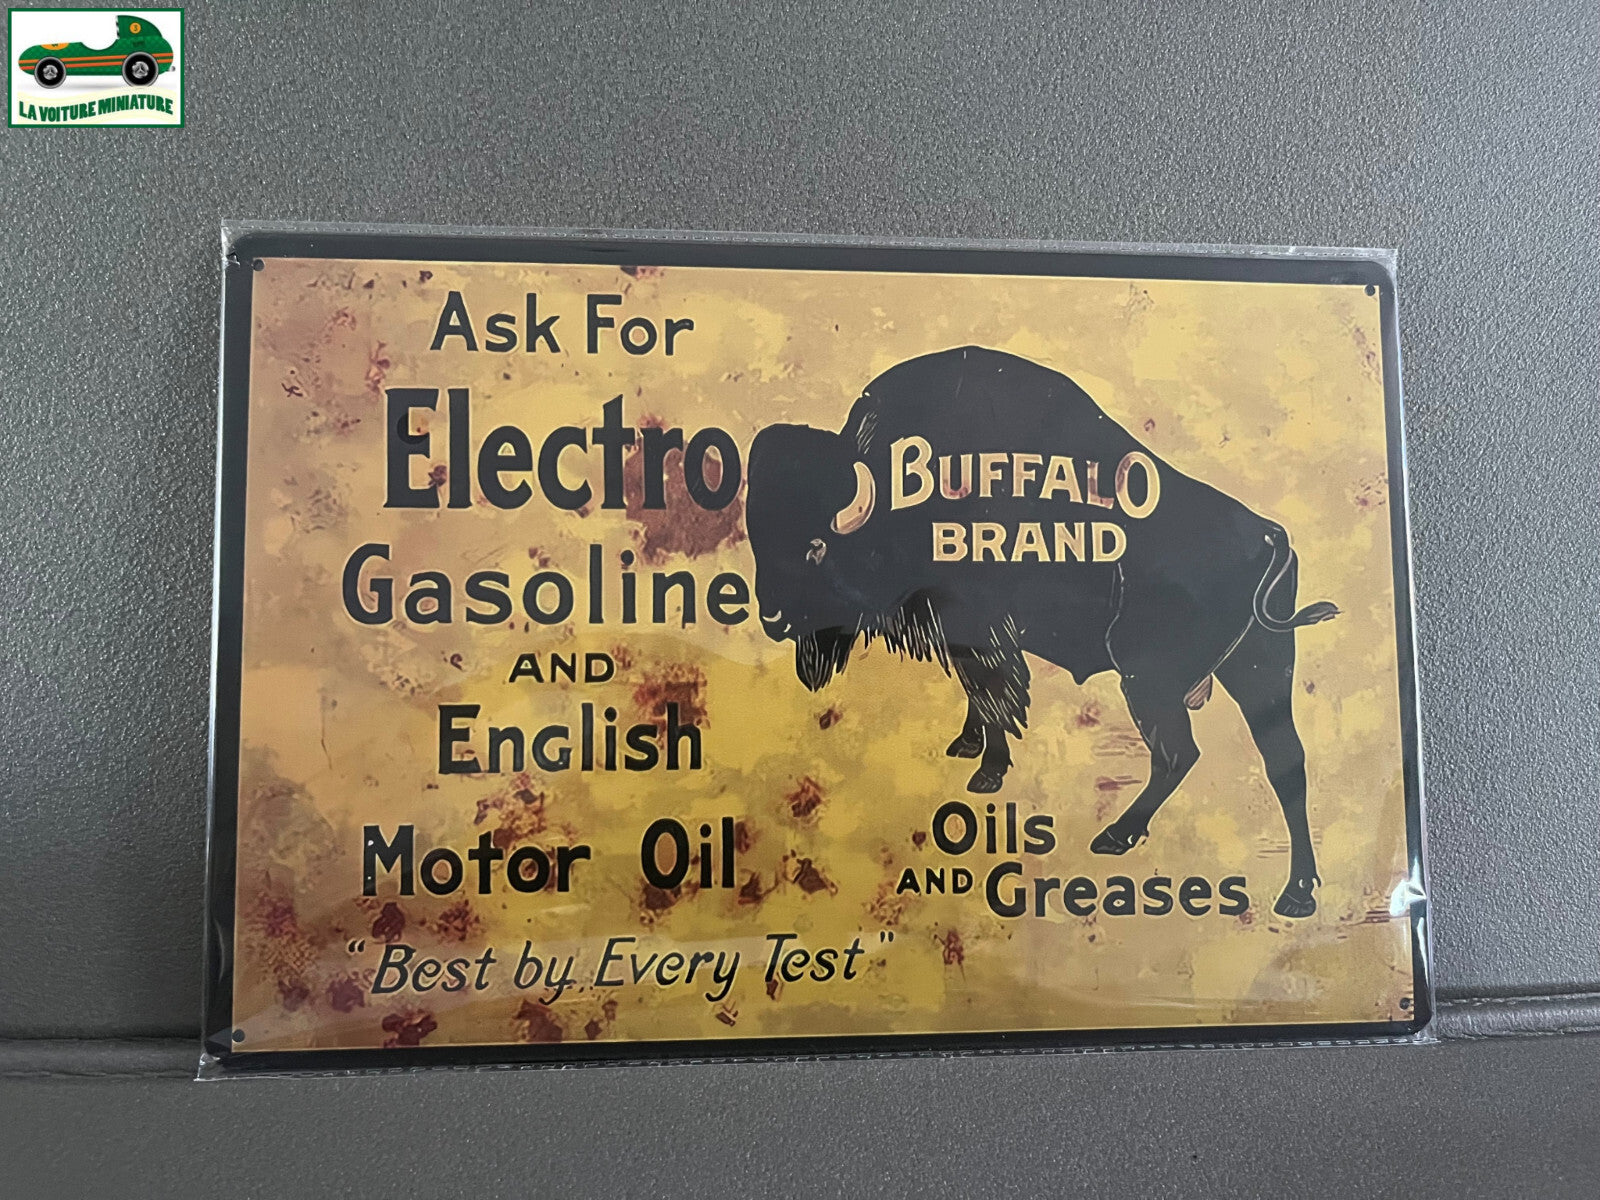 LA VOITURE MINIATURE
Ask For
Electro
Gasoline
AND
English
Motor Oil
"Best by Every Test"
BUFFALO
BRAND
Oils
AND Greases